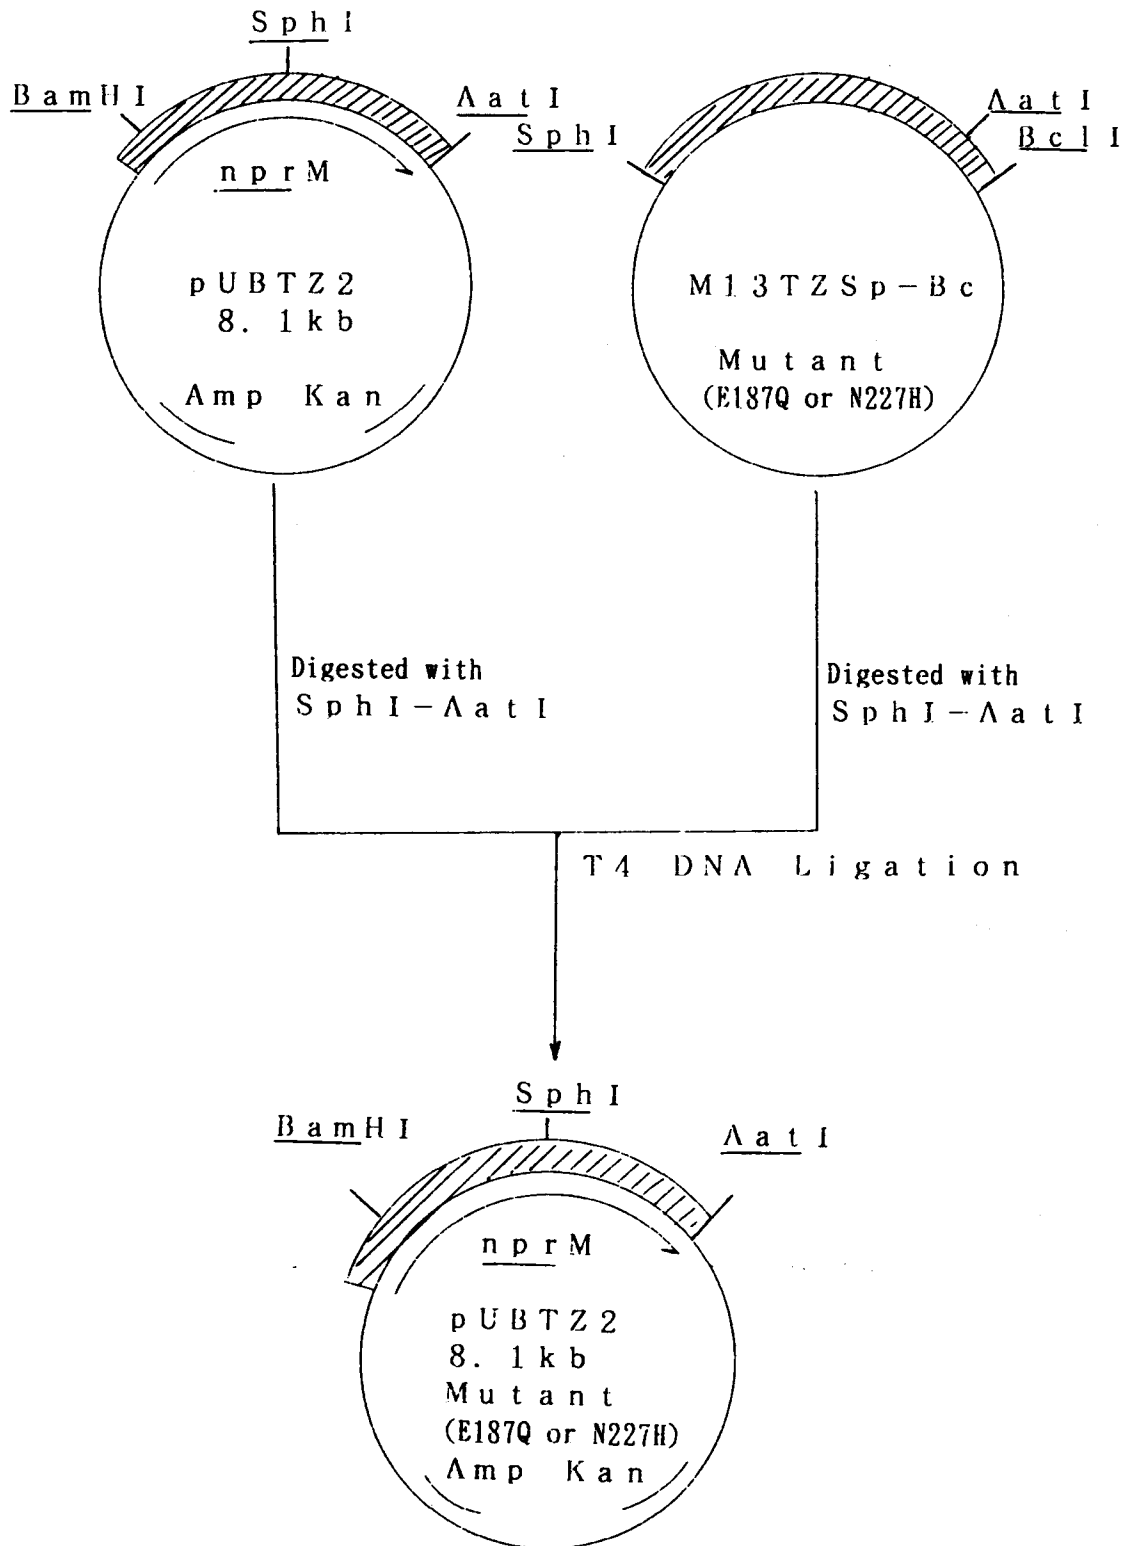 SphI
BamHI
AatI
nprM
pUBTZ2
8.1kb
Amp Kan
AatI
SphI
BclI
M13TZSp-Bc
Mutant
(E187Q or N227H)
Digested with
SphI-AatI
Digested with
SphI-AatI
T4 DNA Ligation
SphI
BamHI
AatI
nprM
pUBTZ2
8.1kb
Mutant
(E187Q or N227H)
Amp Kan